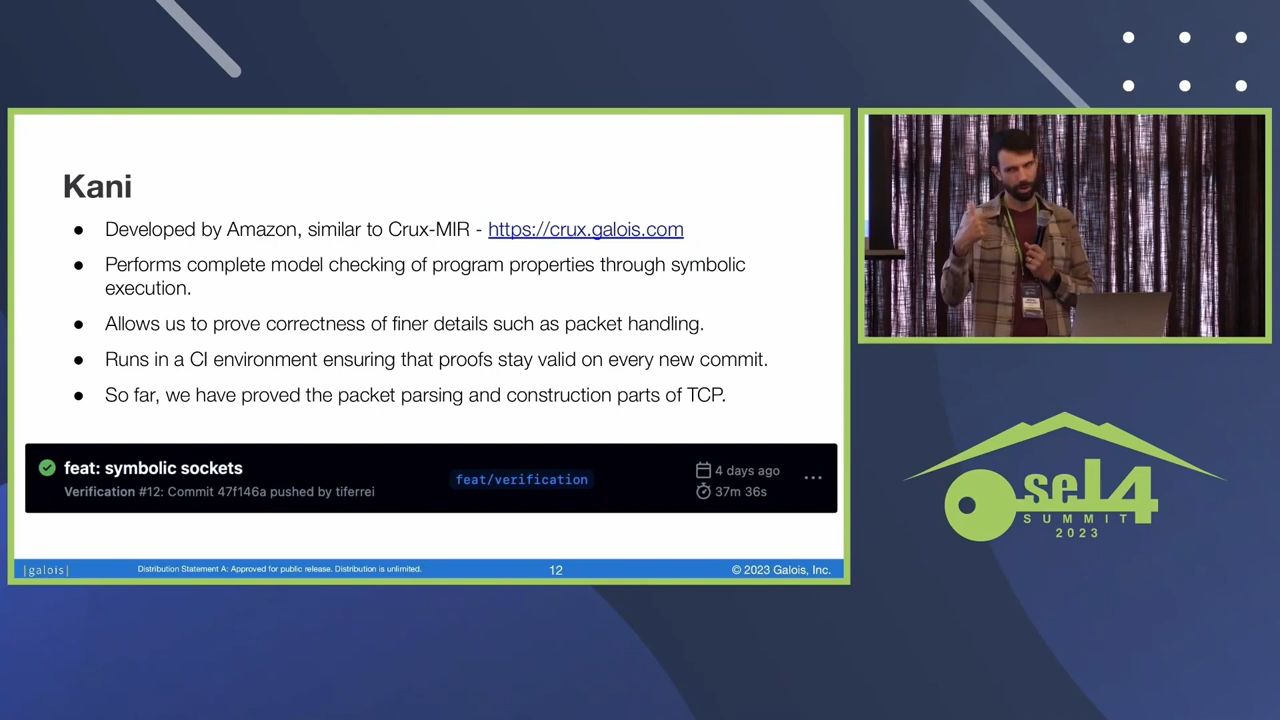 Kani
● Developed by Amazon, similar to Crux-MIR - https://crux.galois.com
● Performs complete model checking of program properties through symbolic
execution.
● Allows us to prove correctness of finer details such as packet handling.
● Runs in a CI environment ensuring that proofs stay valid on every new commit.
● So far, we have proved the packet parsing and construction parts of TCP.
feat: symbolic sockets
Verification #12: Commit 47f146a pushed by tiferrei
feat/verification
4 days ago
37m 36s
|galois|
Distribution Statement A: Approved for public release. Distribution is unlimited.
12
© 2023 Galois, Inc.
seL4
SUMMIT
2023